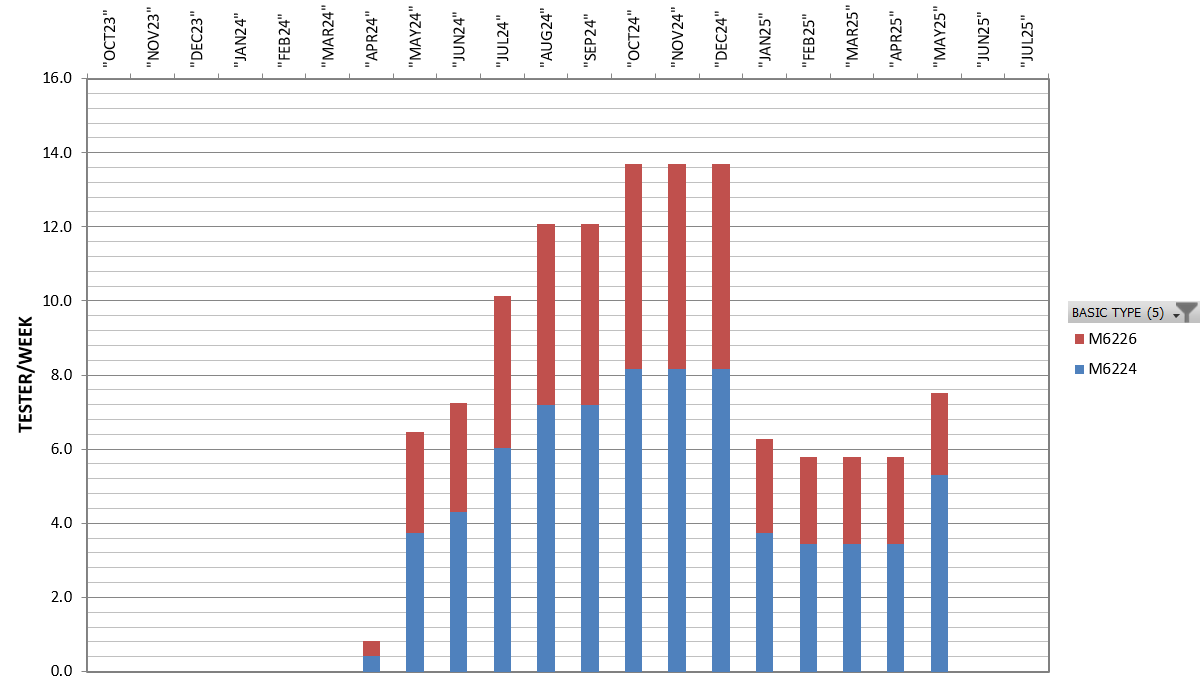 "OCT23"
"NOV23"
"DEC23"
"JAN24"
"FEB24"
"MAR24"
"APR24"
"MAY24"
"JUN24"
"JUL24"
"AUG24"
"SEP24"
"OCT24"
"NOV24"
"DEC24"
"JAN25"
"FEB25"
"MAR25"
"APR25"
"MAY25"
"JUN25"
"JUL25"
16.0
14.0
12.0
10.0
8.0
6.0
4.0
2.0
0.0
TESTER/WEEK
BASIC TYPE (5)
M6226
M6224